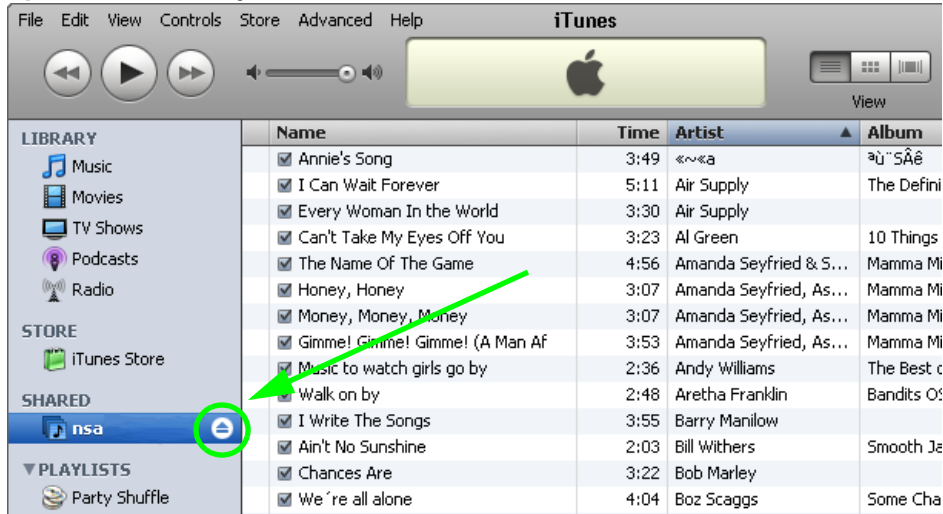 File Edit View Controls Store Advanced Help iTunes
View
LIBRARY
Music
Movies
TV Shows
Podcasts
Radio
STORE
iTunes Store
SHARED
nsa
PLAYLISTS
Party Shuffle
Name Time Artist Album
Annie's Song 3:49 «~«a ªù¨SÂê
I Can Wait Forever 5:11 Air Supply The Defini
Every Woman In the World 3:30 Air Supply
Can't Take My Eyes Off You 3:23 Al Green 10 Things
The Name Of The Game 4:56 Amanda Seyfried & S... Mamma Mi
Honey, Honey 3:07 Amanda Seyfried, As... Mamma Mi
Money, Money, Money 3:07 Amanda Seyfried, As... Mamma Mi
Gimme! Gimme! Gimme! (A Man Af 3:53 Amanda Seyfried, As... Mamma Mi
Music to watch girls go by 2:36 Andy Williams The Best o
Walk on by 2:48 Aretha Franklin Bandits OS
I Write The Songs 3:55 Barry Manilow
Ain't No Sunshine 2:03 Bill Withers Smooth Ja
Chances Are 3:22 Bob Marley
We´re all alone 4:04 Boz Scaggs Some Cha